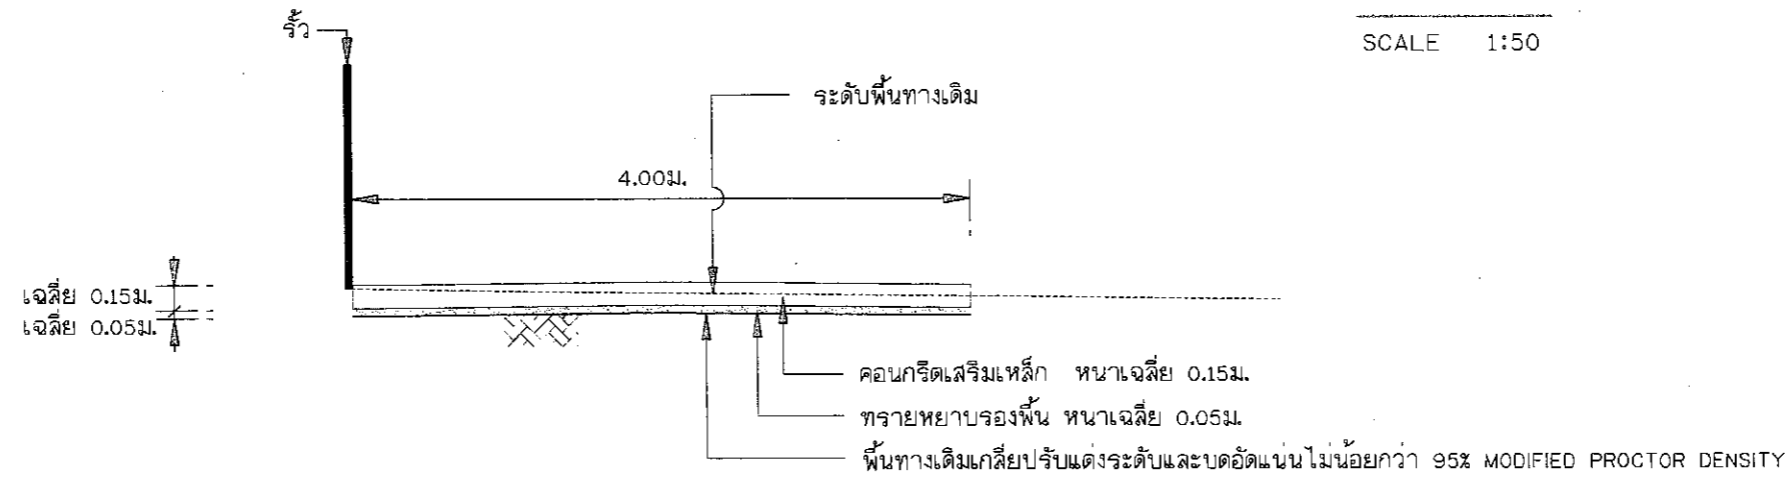 รั้ว
SCALE 1:50
ระดับพื้นทางเดิม
4.00ม.
เฉลี่ย 0.15ม.
เฉลี่ย 0.05ม.
คอนกรีตเสริมเหล็ก หนาเฉลี่ย 0.15ม.
ทรายหยาบรองพื้น หนาเฉลี่ย 0.05ม.
พื้นทางเดิมเกลี่ยปรับแต่งระดับและบดอัดแน่นไม่น้อยกว่า 95% MODIFIED PROCTOR DENSITY